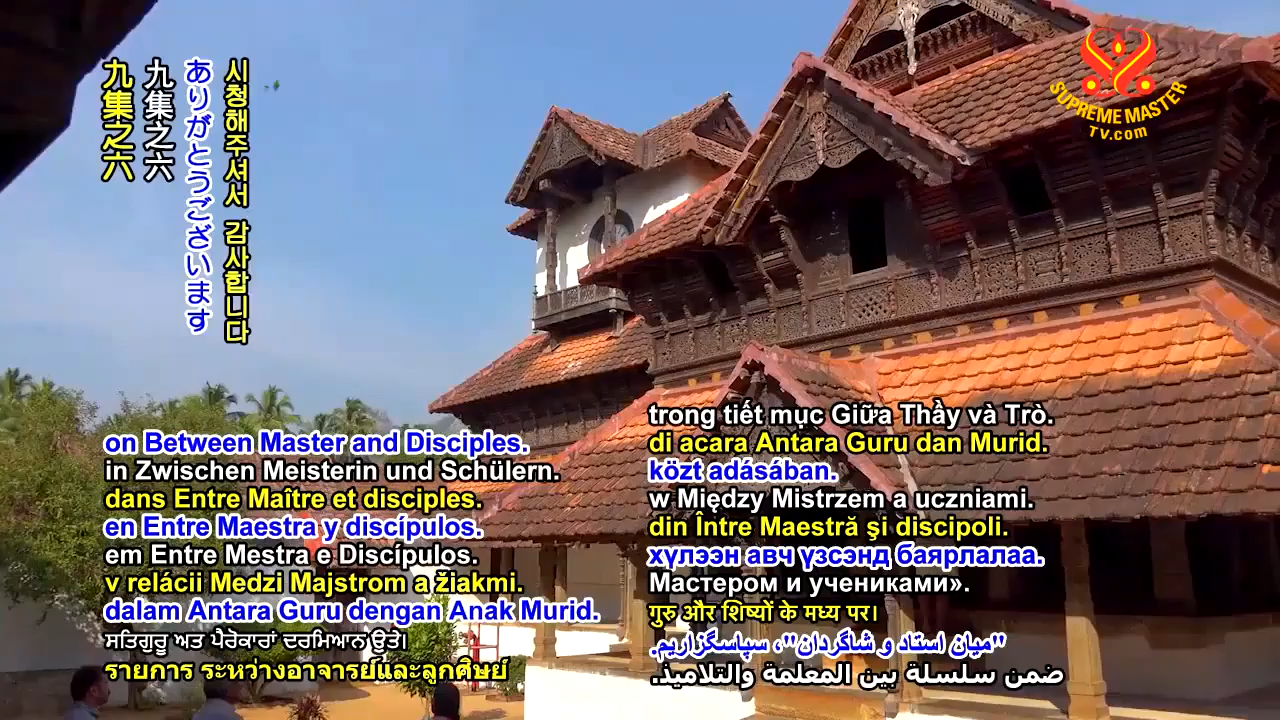 시청해주셔서 감사합니다
ありがとうございます
九集之六
九集之六
SUPREME MASTER
TV.com
on Between Master and Disciples.
in Zwischen Meisterin und Schülern.
dans Entre Maître et disciples.
en Entre Maestra y discípulos.
em Entre Mestra e Discípulos.
v relácii Medzi Majstrom a žiakmi.
dalam Antara Guru dengan Anak Murid.
ਸਤਿਗੁਰੂ ਅਤ ਪੈਰੋਕਾਰਾਂ ਦਰਮਿਆਨ ਉਤੇ।
รายการ ระหว่างอาจารย์และลูกศิษย์
trong tiết mục Giữa Thầy và Trò.
di acara Antara Guru dan Murid.
közt adásában.
w Między Mistrzem a uczniami.
din Între Maestră şi discipoli.
хүлээн авч үзсэнд баярлалаа.
Мастером и учениками».
गुरु और शिष्यों के मध्य पर।
"میان استاد و شاگردان"، سپاسگزاریم.
ضمن سلسلة بين المعلمة والتلاميذ.